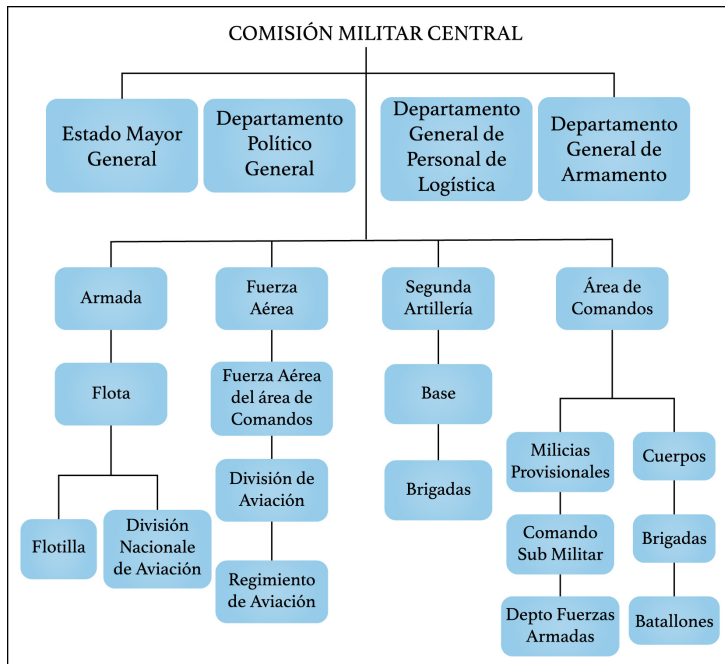 COMISIÓN MILITAR CENTRAL
Estado Mayor
General
Departamento
Político
General
Departamento
General de
Personal de
Logística
Departamento
General de
Armamento
Armada
Fuerza
Aérea
Segunda
Artillería
Área de
Comandos
Flota
Fuerza Aérea
del área de
Comandos
Base
Milicias
Provisionales
Cuerpos
División de
Aviación
Brigadas
Flotilla
División
Nacionale
de Aviación
Comando
Sub Militar
Brigadas
Regimiento
de Aviación
Depto Fuerzas
Armadas
Batallones